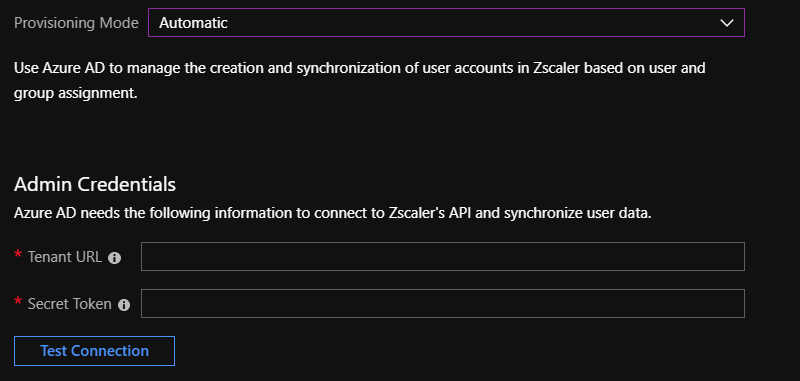 Provisioning Mode Automatic
Use Azure AD to manage the creation and synchronization of user accounts in Zscaler based on user and
group assignment.
Admin Credentials
Azure AD needs the following information to connect to Zscaler's API and synchronize user data.
* Tenant URL
* Secret Token
Test Connection